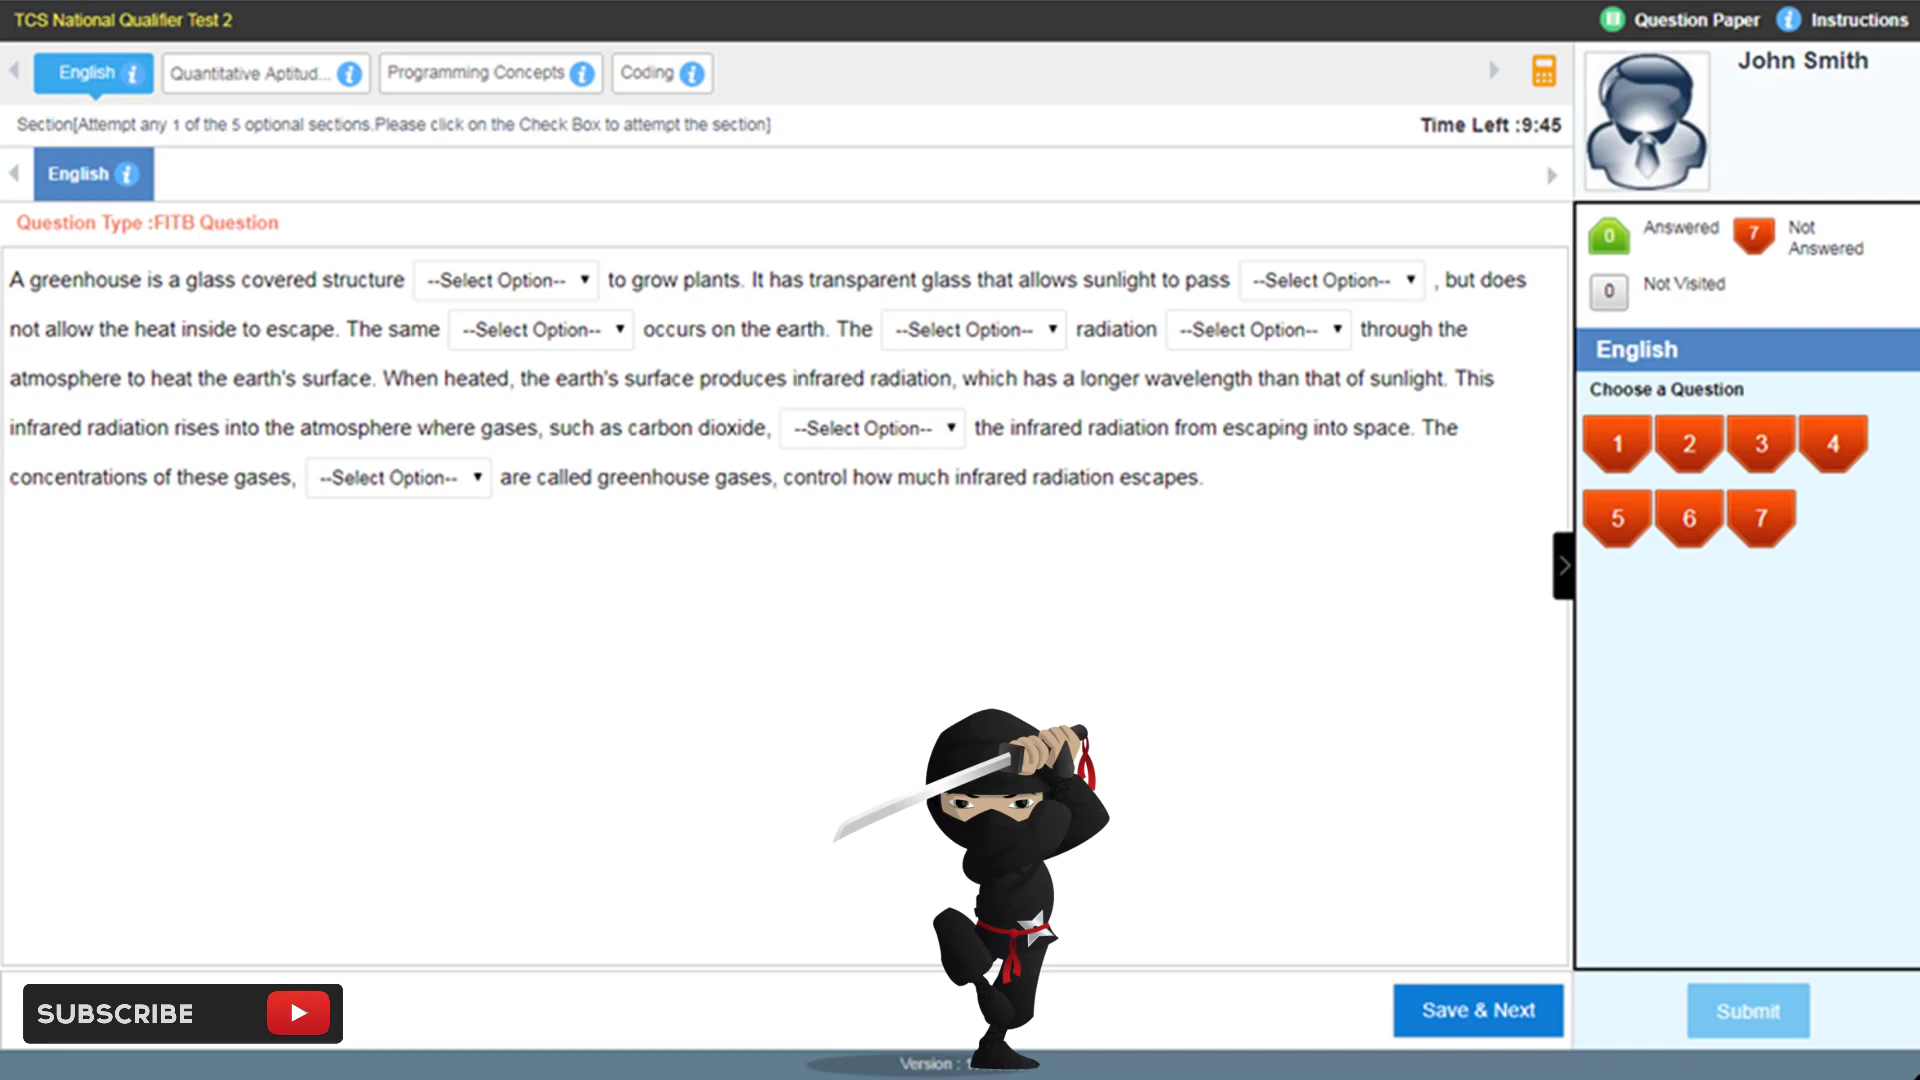 TCS National Qualifier Test 2
Question Paper
Instructions
English
Quantitative Aptitud...
Programming Concepts
Coding
John Smith
Section[Attempt any 1 of the 5 optional sections.Please click on the Check Box to attempt the section]
Time Left :9:45
English
Question Type :FITB Question
0 Answered 7 Not Answered
0 Not Visited
A greenhouse is a glass covered structure --Select Option-- to grow plants. It has transparent glass that allows sunlight to pass --Select Option-- , but does
not allow the heat inside to escape. The same --Select Option-- occurs on the earth. The --Select Option-- radiation --Select Option-- through the
atmosphere to heat the earth's surface. When heated, the earth's surface produces infrared radiation, which has a longer wavelength than that of sunlight. This
infrared radiation rises into the atmosphere where gases, such as carbon dioxide, --Select Option-- the infrared radiation from escaping into space. The
concentrations of these gases, --Select Option-- are called greenhouse gases, control how much infrared radiation escapes.
English
Choose a Question
1 2 3 4
5 6 7
SUBSCRIBE
Save & Next
Submit
Version :